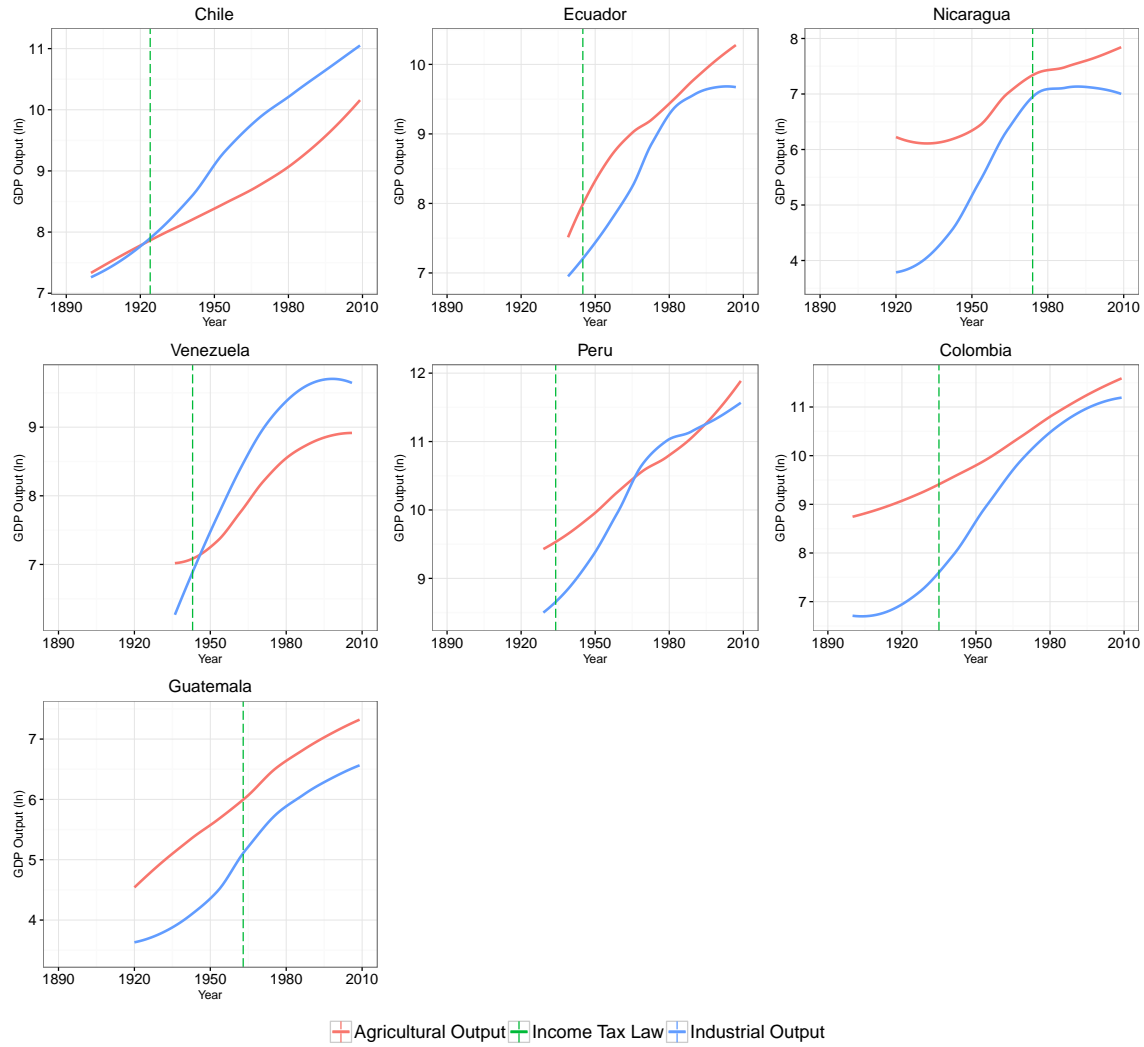 Chile
GDP Output (ln)
11
10
9
8
7
1890 1920 1950 1980 2010
Year
Ecuador
GDP Output (ln)
10
9
8
7
1890 1920 1950 1980 2010
Year
Nicaragua
GDP Output (ln)
8
7
6
5
4
1890 1920 1950 1980 2010
Year
Venezuela
GDP Output (ln)
9
8
7
1890 1920 1950 1980 2010
Year
Peru
GDP Output (ln)
12
11
10
9
1890 1920 1950 1980 2010
Year
Colombia
GDP Output (ln)
11
10
9
8
7
1890 1920 1950 1980 2010
Year
Guatemala
GDP Output (ln)
7
6
5
4
1890 1920 1950 1980 2010
Year
Agricultural Output Income Tax Law Industrial Output